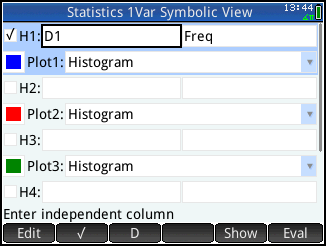 Statistics 1Var Symbolic View 13:44
✓ H1: D1 Freq
Plot1: Histogram
H2:
Plot2: Histogram
H3:
Plot3: Histogram
H4:
Enter independent column
Edit √ D Show Eval